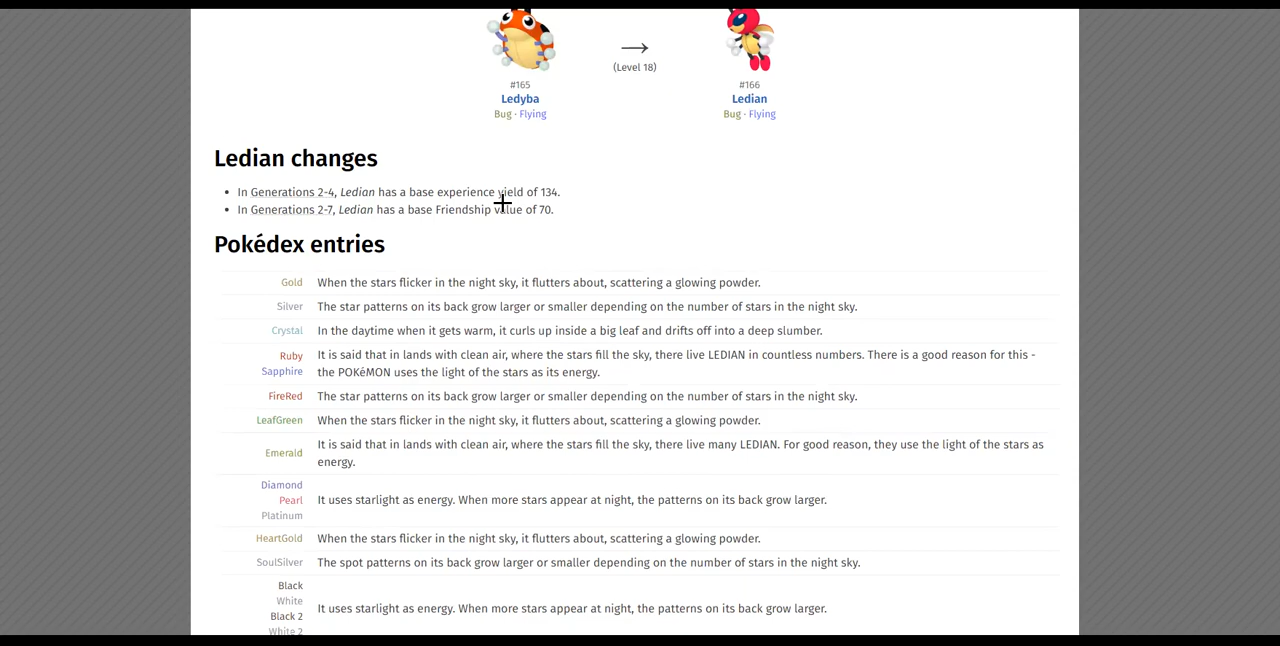 →
(Level 18)
#165
Ledyba
Bug · Flying
#166
Ledian
Bug · Flying
Ledian changes
• In Generations 2-4, Ledian has a base experience yield of 134.
• In Generations 2-7, Ledian has a base Friendship value of 70.
Pokédex entries
Gold
When the stars flicker in the night sky, it flutters about, scattering a glowing powder.
Silver
The star patterns on its back grow larger or smaller depending on the number of stars in the night sky.
Crystal
In the daytime when it gets warm, it curls up inside a big leaf and drifts off into a deep slumber.
Ruby
Sapphire
It is said that in lands with clean air, where the stars fill the sky, there live LEDIAN in countless numbers. There is a good reason for this -
the POKéMON uses the light of the stars as its energy.
FireRed
The star patterns on its back grow larger or smaller depending on the number of stars in the night sky.
LeafGreen
When the stars flicker in the night sky, it flutters about, scattering a glowing powder.
Emerald
It is said that in lands with clean air, where the stars fill the sky, there live many LEDIAN. For good reason, they use the light of the stars as
energy.
Diamond
Pearl
Platinum
It uses starlight as energy. When more stars appear at night, the patterns on its back grow larger.
HeartGold
When the stars flicker in the night sky, it flutters about, scattering a glowing powder.
SoulSilver
The spot patterns on its back grow larger or smaller depending on the number of stars in the night sky.
Black
White
Black 2
White 2
It uses starlight as energy. When more stars appear at night, the patterns on its back grow larger.